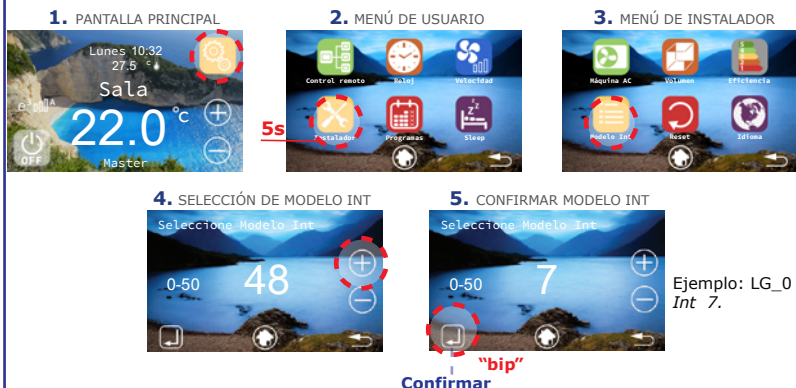 1. PANTALLA PRINCIPAL
Lunes 10:32
27.5 °C
Sala
22.0 °C
A
OFF
Master
2. MENÚ DE USUARIO
Control remoto
Reloj
Velocidad
5s
Instalador
Programas
Sleep
3. MENÚ DE INSTALADOR
Máquina AC
Volumen
Eficiencia
Modelo Int
Reset
Idioma
4. SELECCIÓN DE MODELO INT
Seleccione Modelo Int
0-50
48
5. CONFIRMAR MODELO INT
Seleccione Modelo Int
0-50
7
"bip"
Confirmar
Ejemplo: LG_0
Int 7.